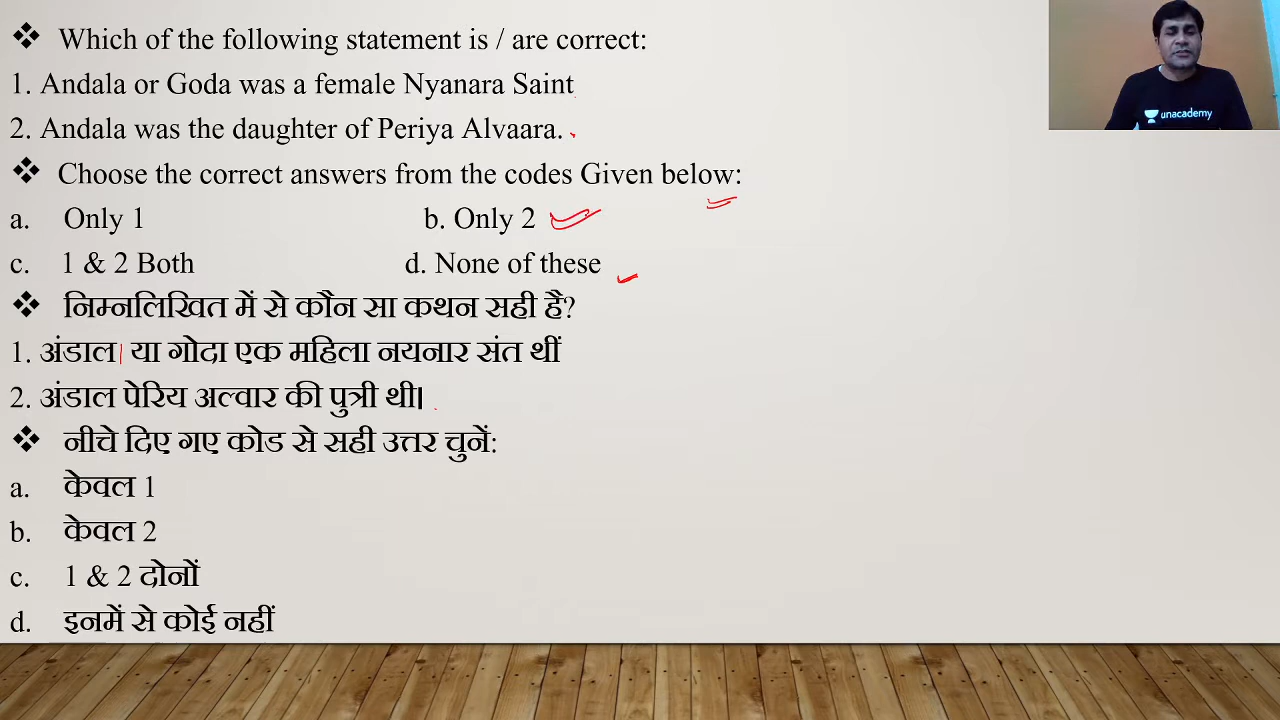 ❖ Which of the following statement is / are correct:
1. Andala or Goda was a female Nyanara Saint
2. Andala was the daughter of Periya Alvaara.
❖ Choose the correct answers from the codes Given below:
a. Only 1 b. Only 2
c. 1 & 2 Both d. None of these
❖ निम्नलिखित में से कौन सा कथन सही है?
1. अंडाल या गोदा एक महिला नयनार संत थीं
2. अंडाल पेरिय अल्वार की पुत्री थी।
❖ नीचे दिए गए कोड से सही उत्तर चुनें:
a. केवल 1
b. केवल 2
c. 1 & 2 दोनों
d. इनमें से कोई नहीं
unacademy